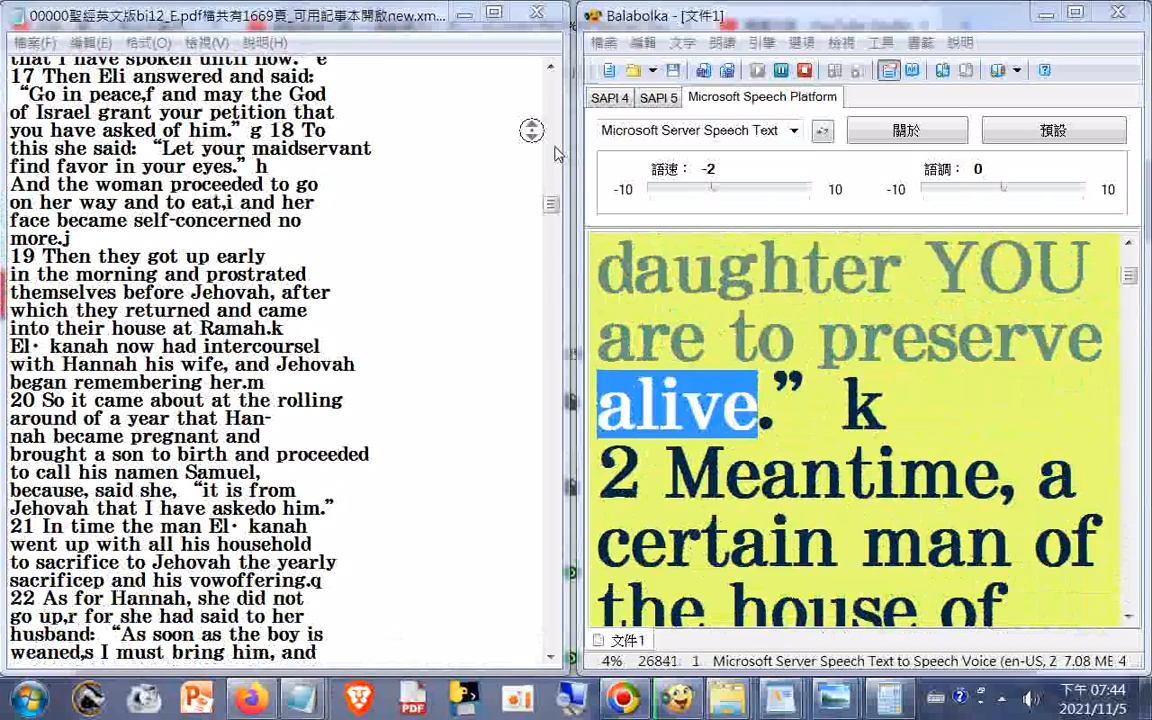 00000聖經英文版bi12_E.pdf檔共有1669頁_可用記事本開啟new.xm...
檔案(F) 編輯(E) 格式(O) 檢視(V) 說明(H)
that I have spoken until now.” e
17 Then Eli answered and said:
“Go in peace,f and may the God
of Israel grant your petition that
you have asked of him.” g 18 To
this she said: “Let your maidservant
find favor in your eyes.” h
And the woman proceeded to go
on her way and to eat,i and her
face became self-concerned no
more.j
19 Then they got up early
in the morning and prostrated
themselves before Jehovah, after
which they returned and came
into their house at Ramah.k
El· kanah now had intercoursel
with Hannah his wife, and Jehovah
began remembering her.m
20 So it came about at the rolling
around of a year that Han-
nah became pregnant and
brought a son to birth and proceeded
to call his namen Samuel,
because, said she, “it is from
Jehovah that I have askedo him.”
21 In time the man El· kanah
went up with all his household
to sacrifice to Jehovah the yearly
sacrificep and his vowoffering.q
22 As for Hannah, she did not
go up,r for she had said to her
husband: “As soon as the boy is
weaned,s I must bring him, and
Balabolka - [文件1]
檔案 編輯 文字 朗讀 引擎 選項 檢視 工具 書籤 說明
SAPI 4 SAPI 5 Microsoft Speech Platform
Microsoft Server Speech Text 關於 預設
語速： -2 語調： 0
-10 10 -10 10
daughter YOU
are to preserve
alive.” k
2 Meantime, a
certain man of
the house of
文件1
4% 26841 1 Microsoft Server Speech Text to Speech Voice (en-US, 2 7.08 ME 4
PDF
下午 07:44
2021/11/5